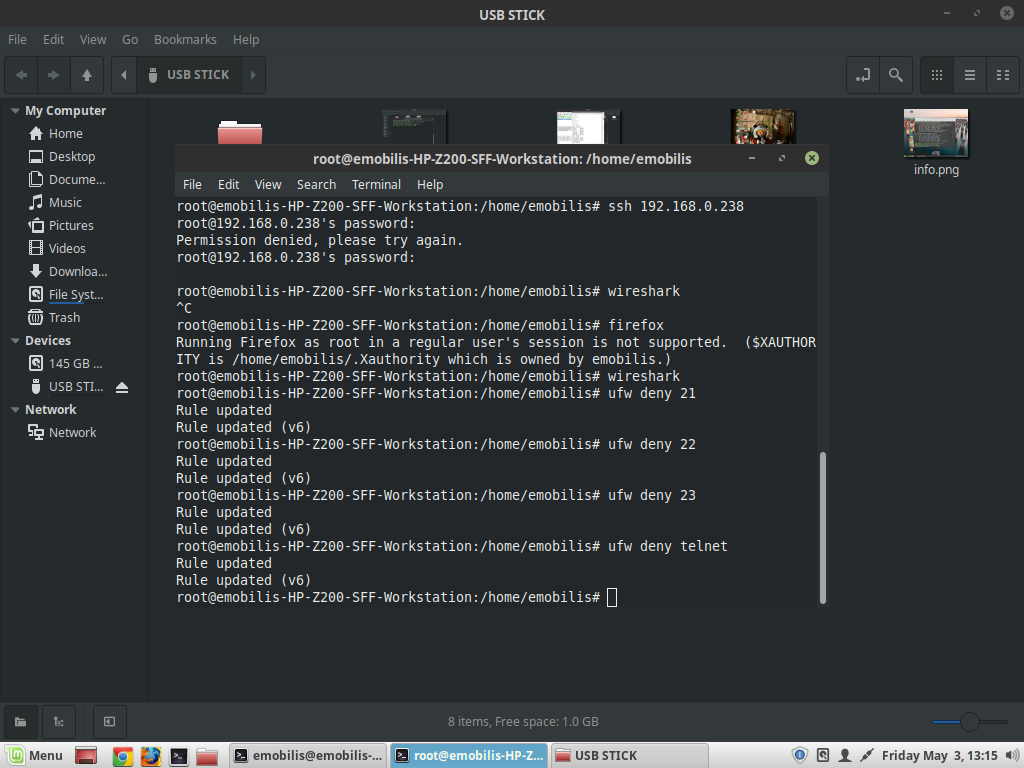 USB STICK
File Edit View Go Bookmarks Help
USB STICK
My Computer
Home
Desktop
Docume...
Music
Pictures
Videos
Downloa...
File Syst...
Trash
Devices
145 GB ...
USB STI...
Network
Network
info.png
root@emobilis-HP-Z200-SFF-Workstation: /home/emobilis
File Edit View Search Terminal Help
root@emobilis-HP-Z200-SFF-Workstation:/home/emobilis# ssh 192.168.0.238
root@192.168.0.238's password:
Permission denied, please try again.
root@192.168.0.238's password:
root@emobilis-HP-Z200-SFF-Workstation:/home/emobilis# wireshark
^C
root@emobilis-HP-Z200-SFF-Workstation:/home/emobilis# firefox
Running Firefox as root in a regular user's session is not supported.  ($XAUTHOR
ITY is /home/emobilis/.Xauthority which is owned by emobilis.)
root@emobilis-HP-Z200-SFF-Workstation:/home/emobilis# wireshark
root@emobilis-HP-Z200-SFF-Workstation:/home/emobilis# ufw deny 21
Rule updated
Rule updated (v6)
root@emobilis-HP-Z200-SFF-Workstation:/home/emobilis# ufw deny 22
Rule updated
Rule updated (v6)
root@emobilis-HP-Z200-SFF-Workstation:/home/emobilis# ufw deny 23
Rule updated
Rule updated (v6)
root@emobilis-HP-Z200-SFF-Workstation:/home/emobilis# ufw deny telnet
Rule updated
Rule updated (v6)
root@emobilis-HP-Z200-SFF-Workstation:/home/emobilis#
8 items, Free space: 1.0 GB
Menu emobilis@emobilis-... root@emobilis-HP-Z... USB STICK Friday May 3, 13:15